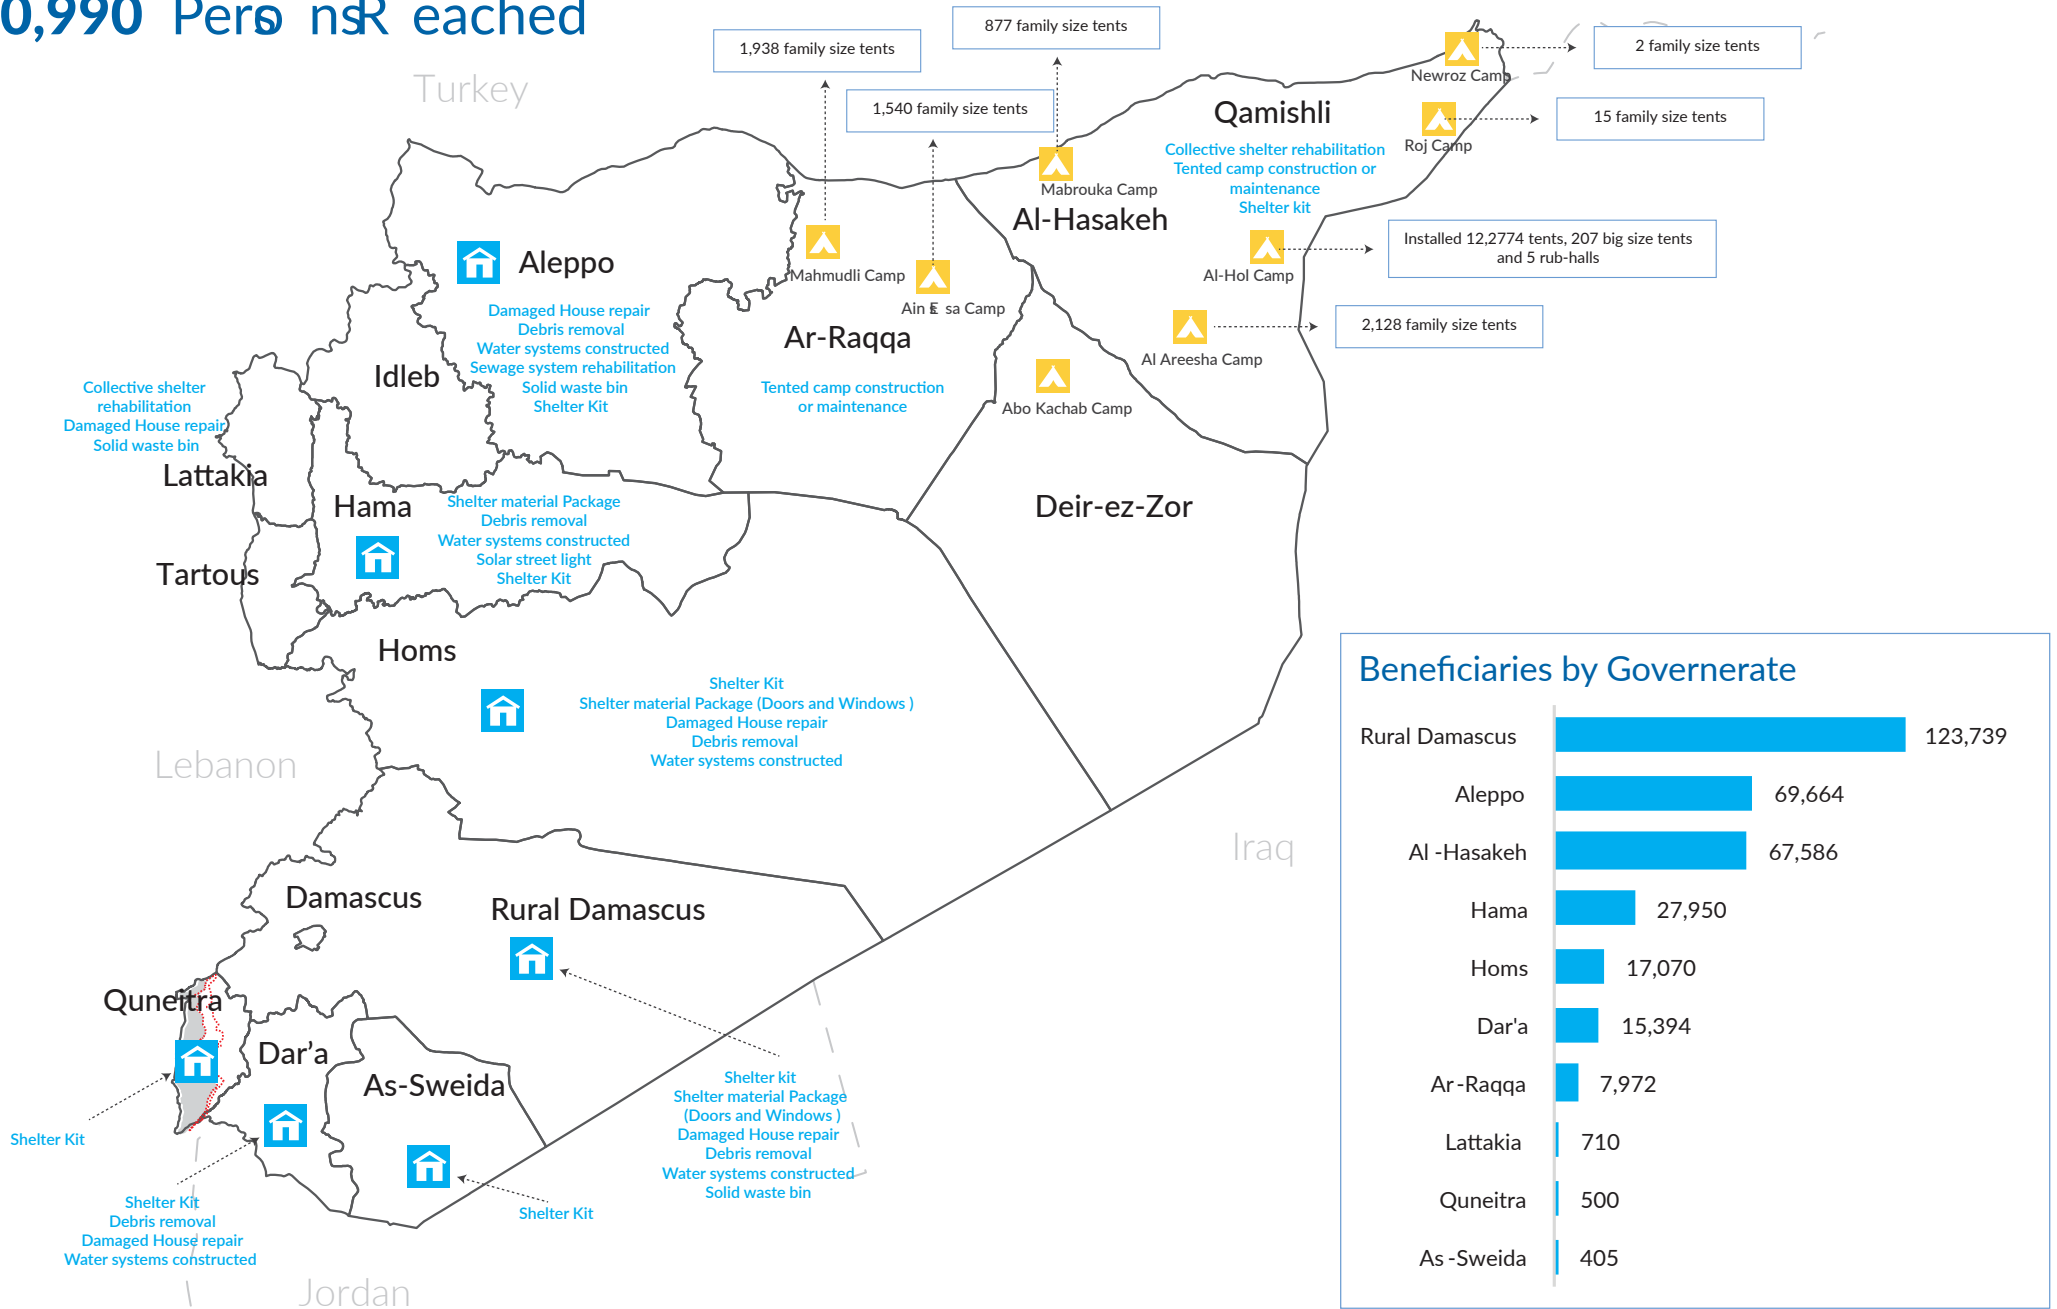 0,990 Persons Reached
Turkey
1,938 family size tents
877 family size tents
1,540 family size tents
2 family size tents
15 family size tents
Newroz Camp
Roj Camp
Qamishli
Collective shelter rehabilitation
Tented camp construction or
maintenance
Shelter kit
Mabrouka Camp
Al-Hasakeh
Installed 12,2774 tents, 207 big size tents
and 5 rub-halls
Al-Hol Camp
2,128 family size tents
Al Areesha Camp
Abo Kachab Camp
Mahmudli Camp
Ain Essa Camp
Ar-Raqqa
Tented camp construction
or maintenance
Aleppo
Damaged House repair
Debris removal
Water systems constructed
Sewage system rehabilitation
Solid waste bin
Shelter Kit
Idleb
Collective shelter
rehabilitation
Damaged House repair
Solid waste bin
Lattakia
Hama
Shelter material Package
Debris removal
Water systems constructed
Solar street light
Shelter Kit
Deir-ez-Zor
Tartous
Homs
Shelter Kit
Shelter material Package (Doors and Windows )
Damaged House repair
Debris removal
Water systems constructed
Lebanon
Iraq
Damascus
Rural Damascus
Shelter kit
Shelter material Package
(Doors and Windows )
Damaged House repair
Debris removal
Water systems constructed
Solid waste bin
Quneitra
Shelter Kit
Dar’a
Shelter Kit
Debris removal
Damaged House repair
Water systems constructed
As-Sweida
Shelter Kit
Jordan
Beneficiaries by Governerate
Rural Damascus 123,739
Aleppo 69,664
Al -Hasakeh 67,586
Hama 27,950
Homs 17,070
Dar'a 15,394
Ar-Raqqa 7,972
Lattakia 710
Quneitra 500
As -Sweida 405